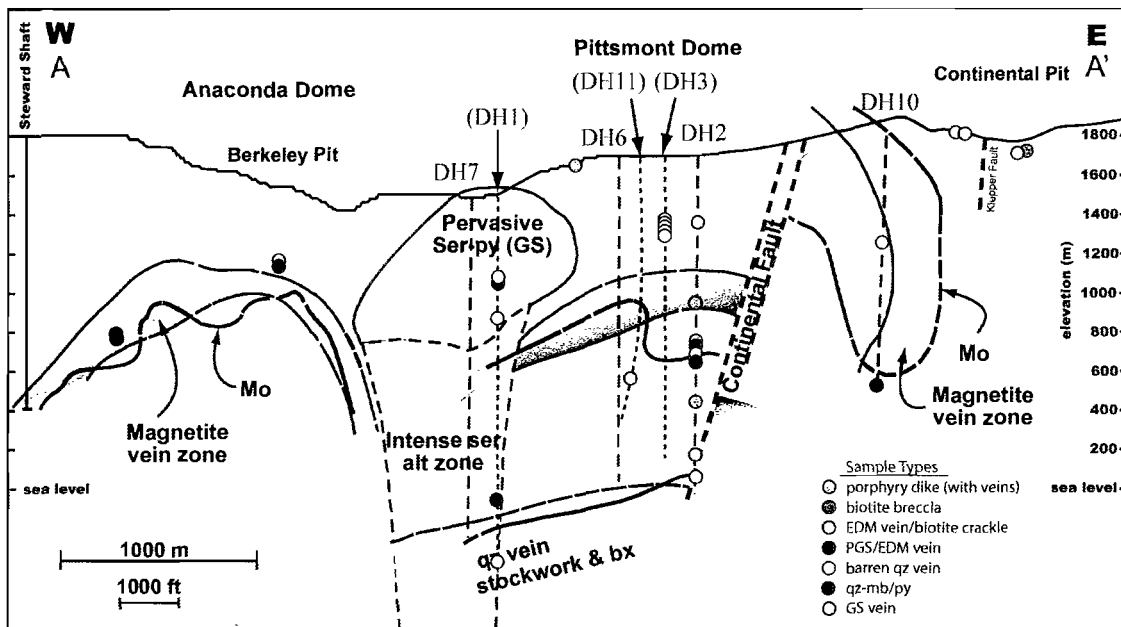 W
A
E
A'
Steward Shaft
Anaconda Dome
Pittsmont Dome
Continental Pit
(DH11)
(DH3)
(DH1)
DH10
Berkeley Pit
DH7
DH6
DH2
Klepper Fault
Pervasive
Ser-py (GS)
Continental Fault
1800
1600
1400
1200
1000
800
600
400
200
elevation (m)
Mo
Magnetite
vein zone
Mo
Magnetite
vein zone
Intense ser
alt zone
sea level
sea level
qz vein
stockwork & bx
1000 m
1000 ft
Sample Types
porphyry dike (with veins)
biotite breccia
EDM vein/biotite crackle
PGS/EDM vein
barren qz vein
qz-mb/py
GS vein